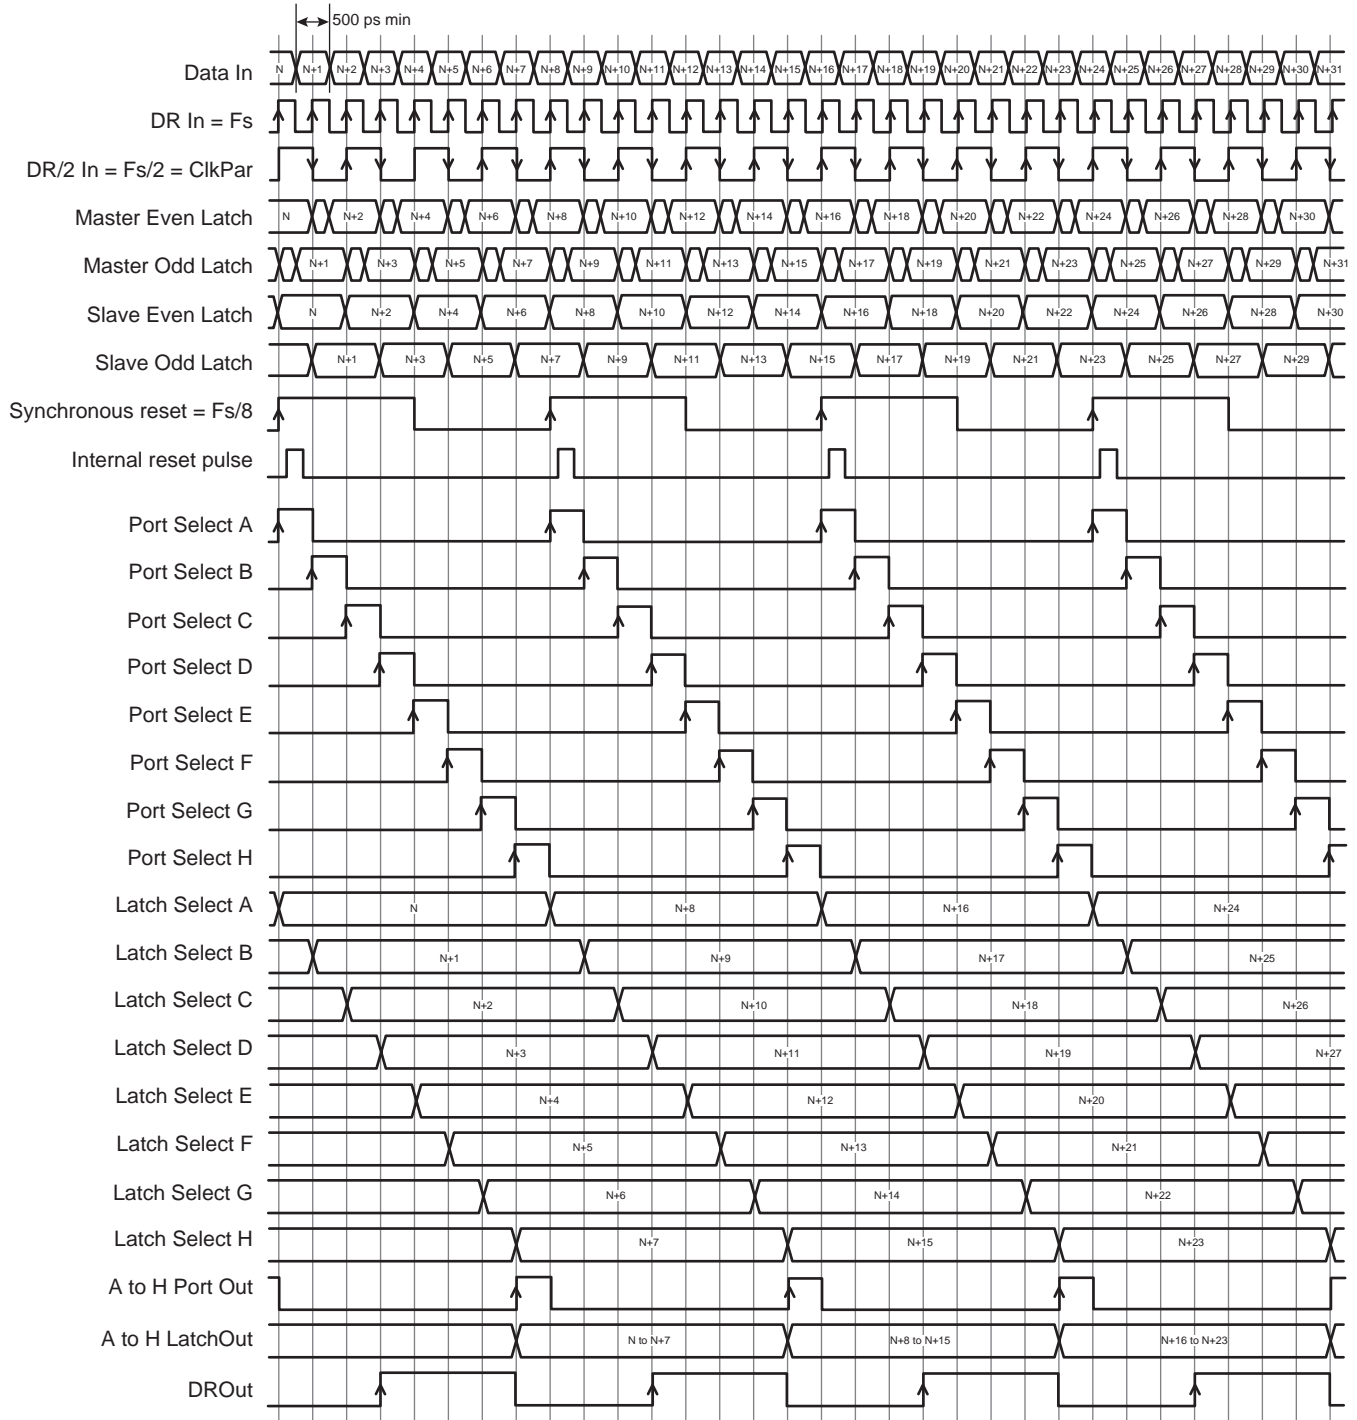 500 ps min
Data In N N+1 N+2 N+3 N+4 N+5 N+6 N+7 N+8 N+9 N+10 N+11 N+12 N+13 N+14 N+15 N+16 N+17 N+18 N+19 N+20 N+21 N+22 N+23 N+24 N+25 N+26 N+27 N+28 N+29 N+30 N+31
DR In = Fs
DR/2 In = Fs/2 = ClkPar
Master Even Latch N N+2 N+4 N+6 N+8 N+10 N+12 N+14 N+16 N+18 N+20 N+22 N+24 N+26 N+28 N+30
Master Odd Latch N+1 N+3 N+5 N+7 N+9 N+11 N+13 N+15 N+17 N+19 N+21 N+23 N+25 N+27 N+29 N+31
Slave Even Latch N N+2 N+4 N+6 N+8 N+10 N+12 N+14 N+16 N+18 N+20 N+22 N+24 N+26 N+28 N+30
Slave Odd Latch N+1 N+3 N+5 N+7 N+9 N+11 N+13 N+15 N+17 N+19 N+21 N+23 N+25 N+27 N+29
Synchronous reset = Fs/8
Internal reset pulse
Port Select A
Port Select B
Port Select C
Port Select D
Port Select E
Port Select F
Port Select G
Port Select H
Latch Select A N N+8 N+16 N+24
Latch Select B N+1 N+9 N+17 N+25
Latch Select C N+2 N+10 N+18 N+26
Latch Select D N+3 N+11 N+19 N+27
Latch Select E N+4 N+12 N+20
Latch Select F N+5 N+13 N+21
Latch Select G N+6 N+14 N+22
Latch Select H N+7 N+15 N+23
A to H Port Out
A to H LatchOut N to N+7 N+8 to N+15 N+16 to N+23
DROut